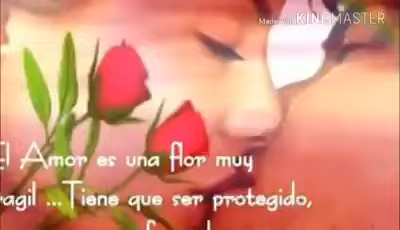 Made with KINEMASTER
El Amor es una flor muy
ragil ...Tiene que ser protegido,